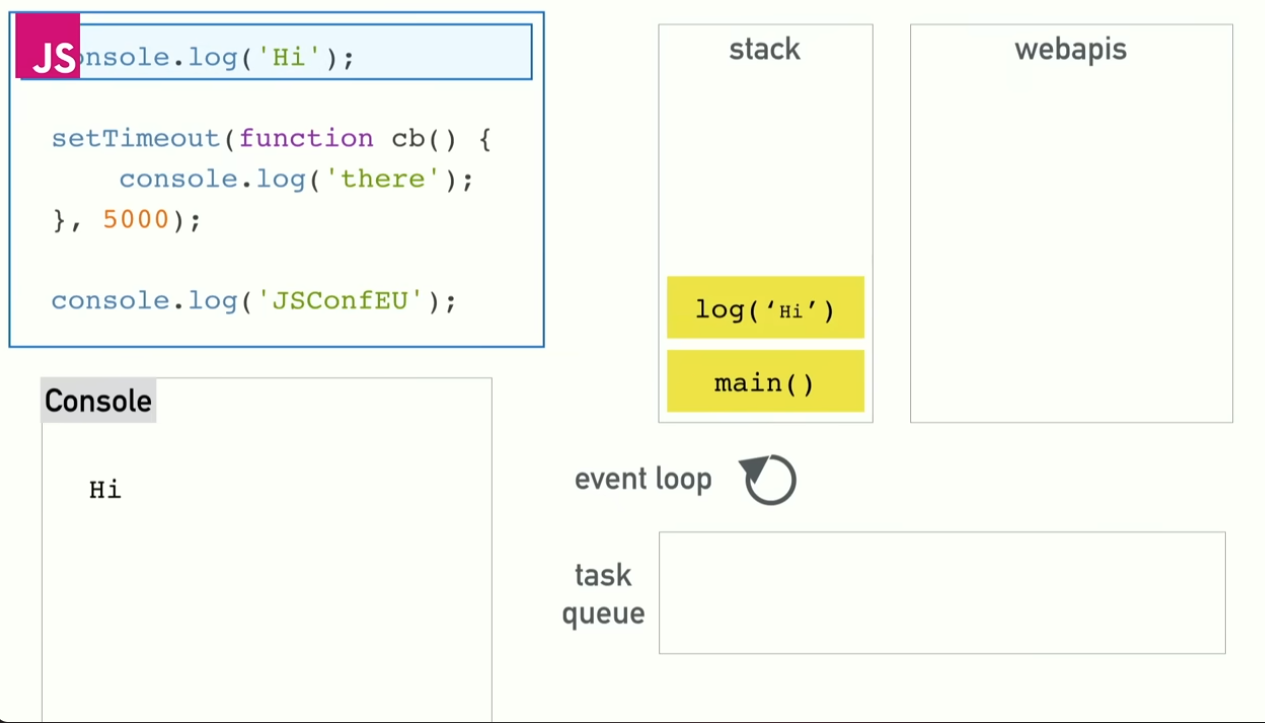 JS
onsole.log('Hi');
setTimeout(function cb() {
    console.log('there');
}, 5000);
console.log('JSConfEU');
Console
Hi
stack
log(‘Hi’)
main()
webapis
event loop
task
queue